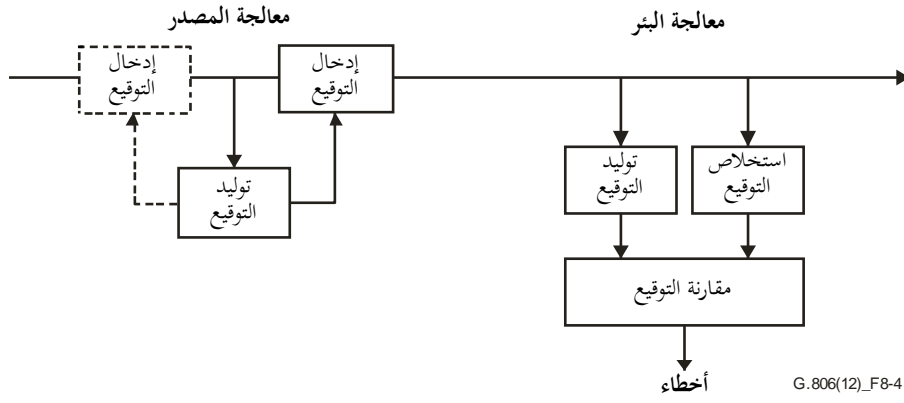 معالجة المصدر
معالجة البئر
إدخال
التوقيع
إدخال
التوقيع
توليد
التوقيع
توليد
التوقيع
استخلاص
التوقيع
مقارنة التوقيع
أخطاء
G.806(12)_F8-4